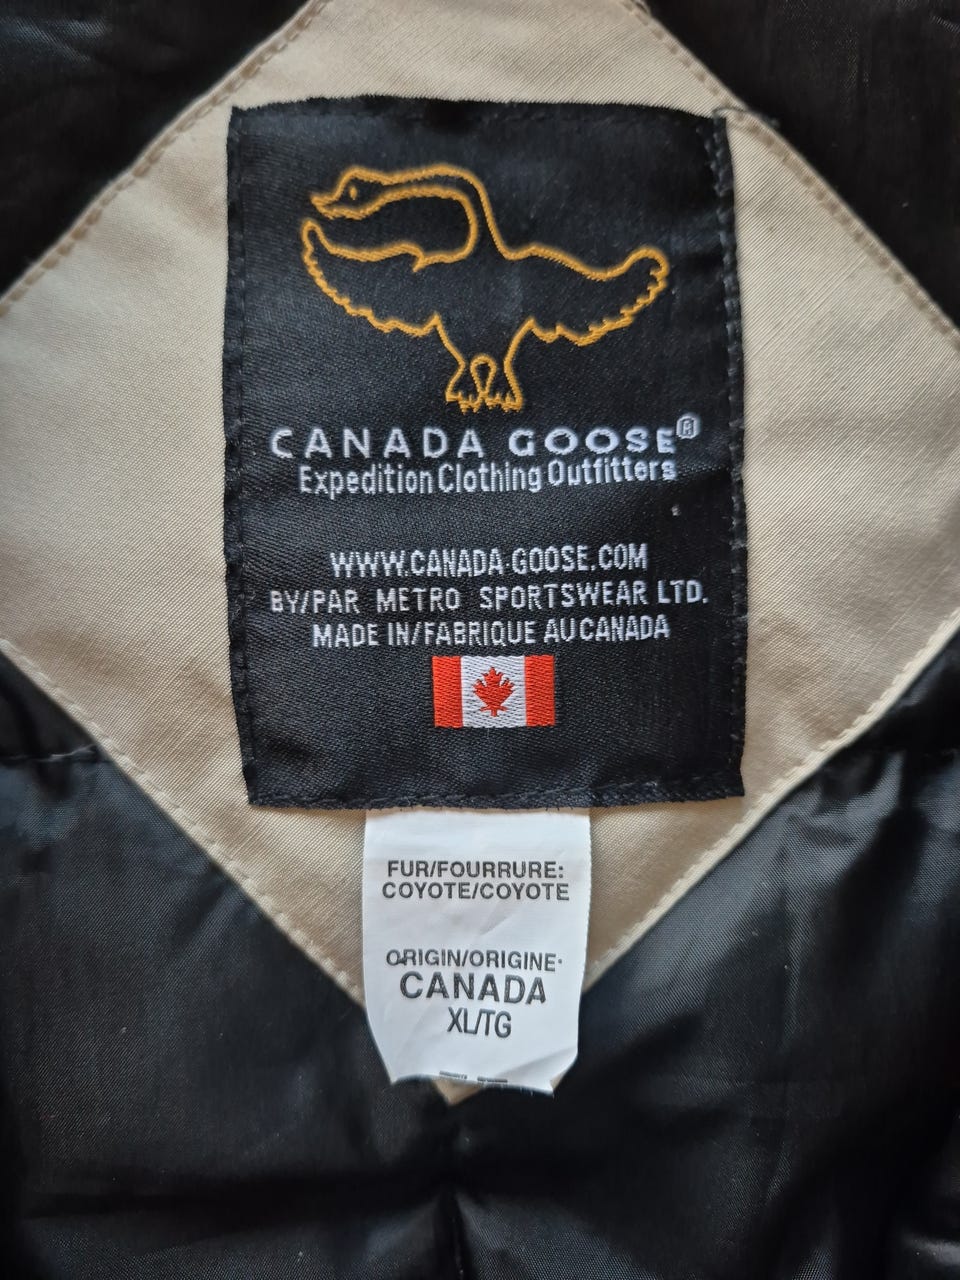 CANADA GOOSE®
Expedition Clothing Outfitters
WWW.CANADA-GOOSE.COM
BY/PAR METRO SPORTSWEAR LTD.
MADE IN/FABRIQUE AU CANADA
FUR/FOURRURE:
COYOTE/COYOTE
ORIGIN/ORIGINE:
CANADA
XL/TG